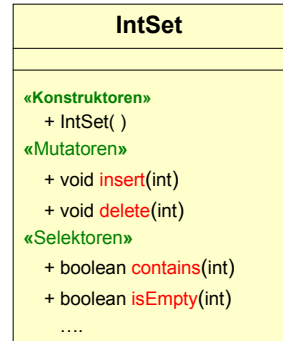 IntSet
«Konstruktoren»
+ IntSet( )
«Mutatoren»
+ void insert(int)
+ void delete(int)
«Selektoren»
+ boolean contains(int)
+ boolean isEmpty(int)
….